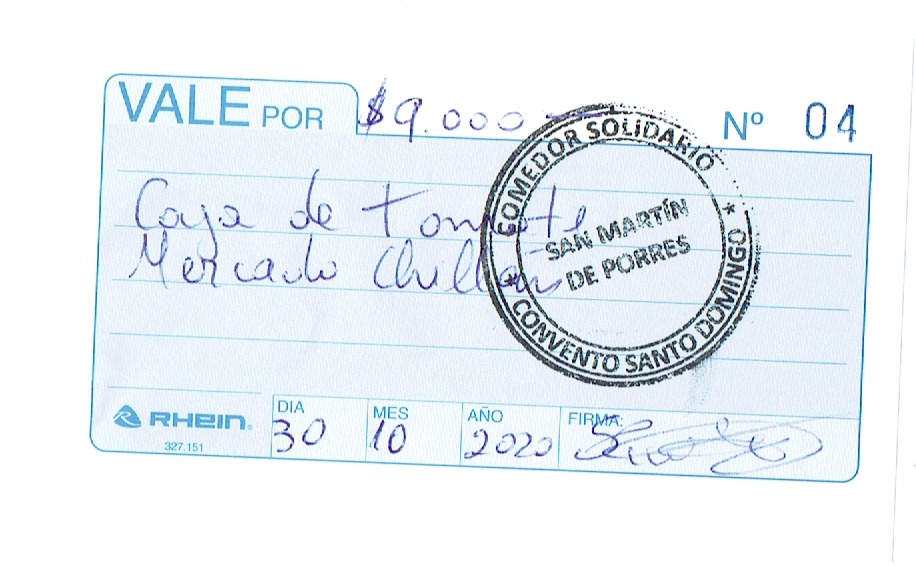 VALE POR $9.000 Nº 04
Caja de tomate
Mercado Chillán
COMEDOR SOLIDARIO
SAN MARTÍN
DE PORRES
* CONVENTO SANTO DOMINGO *
RHEIN.
327.151
DIA
30
MES
10
AÑO
2020
FIRMA: